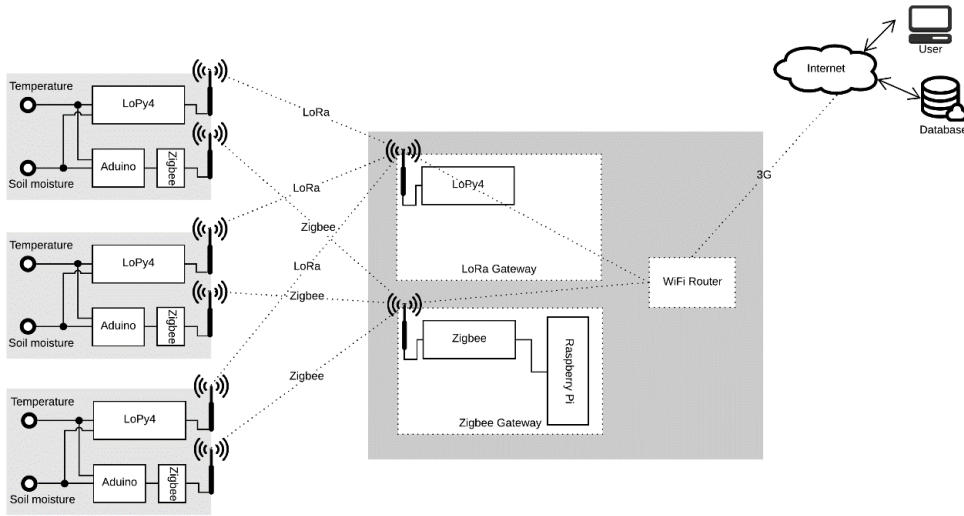 User
Internet
Database
Temperature
LoPy4
Soil moisture
Aduino
Zigbee
LoRa
LoRa
Zigbee
LoRa
Zigbee
Zigbee
3G
Temperature
LoPy4
Soil moisture
Aduino
Zigbee
LoPy4
LoRa Gateway
WiFi Router
Zigbee
Raspberry Pi
Zigbee Gateway
Temperature
LoPy4
Soil moisture
Aduino
Zigbee